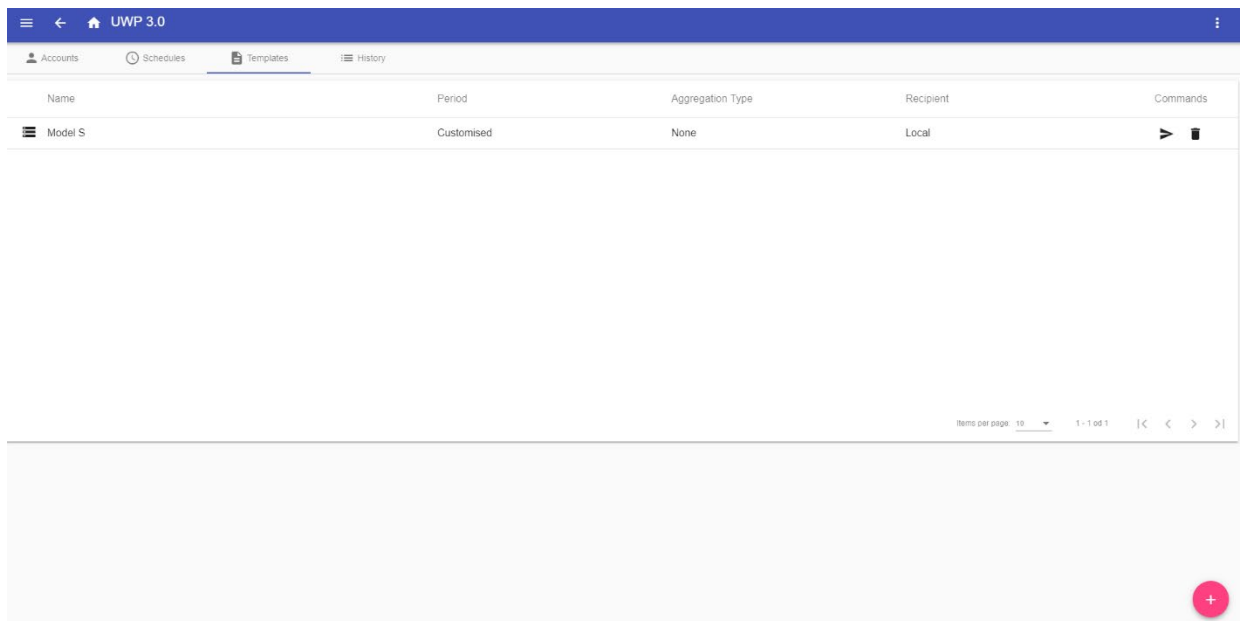 UWP 3.0
Accounts Schedules Templates History
Name Period Aggregation Type Recipient Commands
Model S Customised None Local
Items per page: 10 1 - 1 od 1